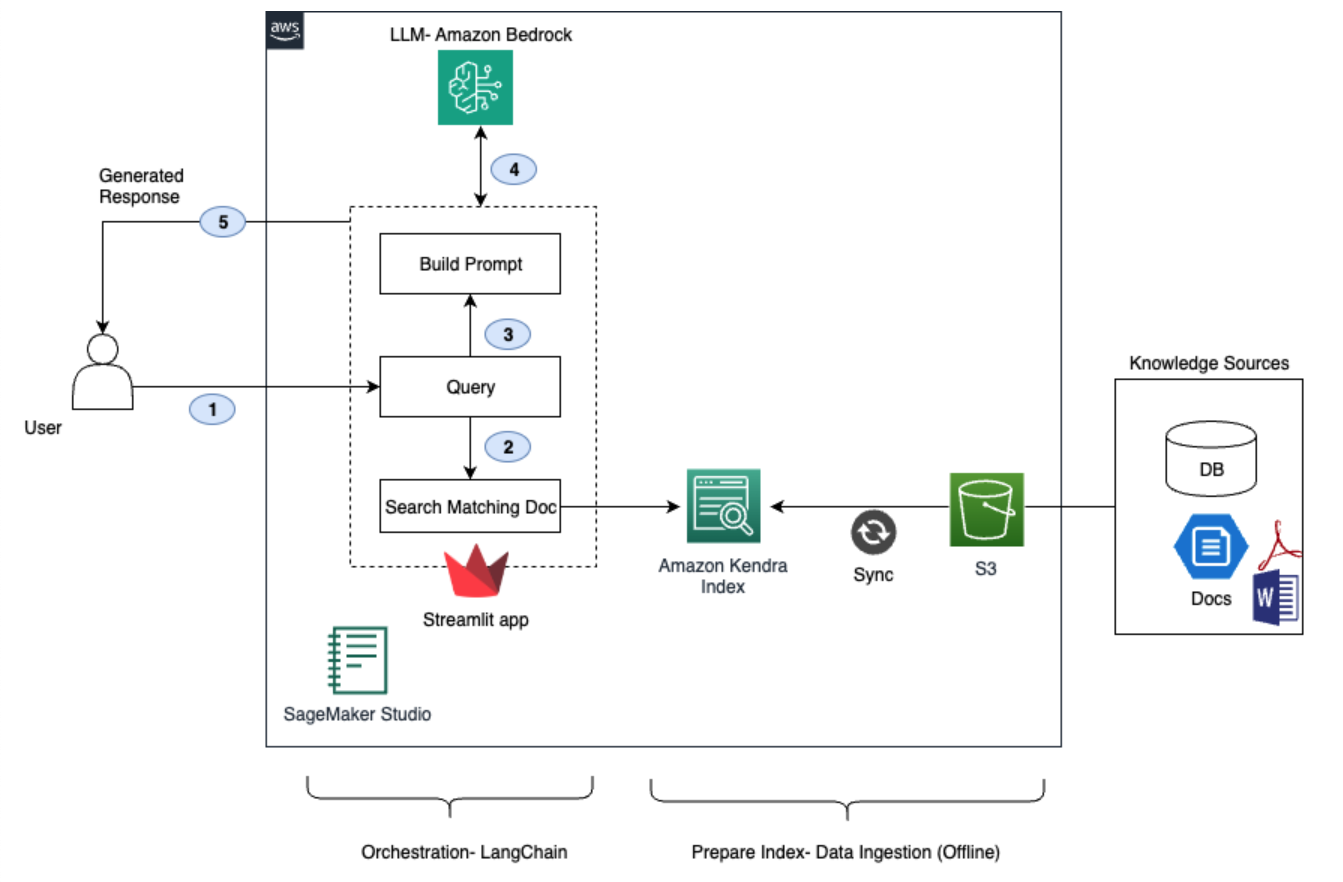 aws
LLM- Amazon Bedrock
4
Generated
Response
5
Build Prompt
3
Query
1
User
2
Search Matching Doc
Streamlit app
SageMaker Studio
Amazon Kendra
Index
Sync
S3
Knowledge Sources
DB
Docs
W
Orchestration- LangChain
Prepare Index- Data Ingestion (Offline)